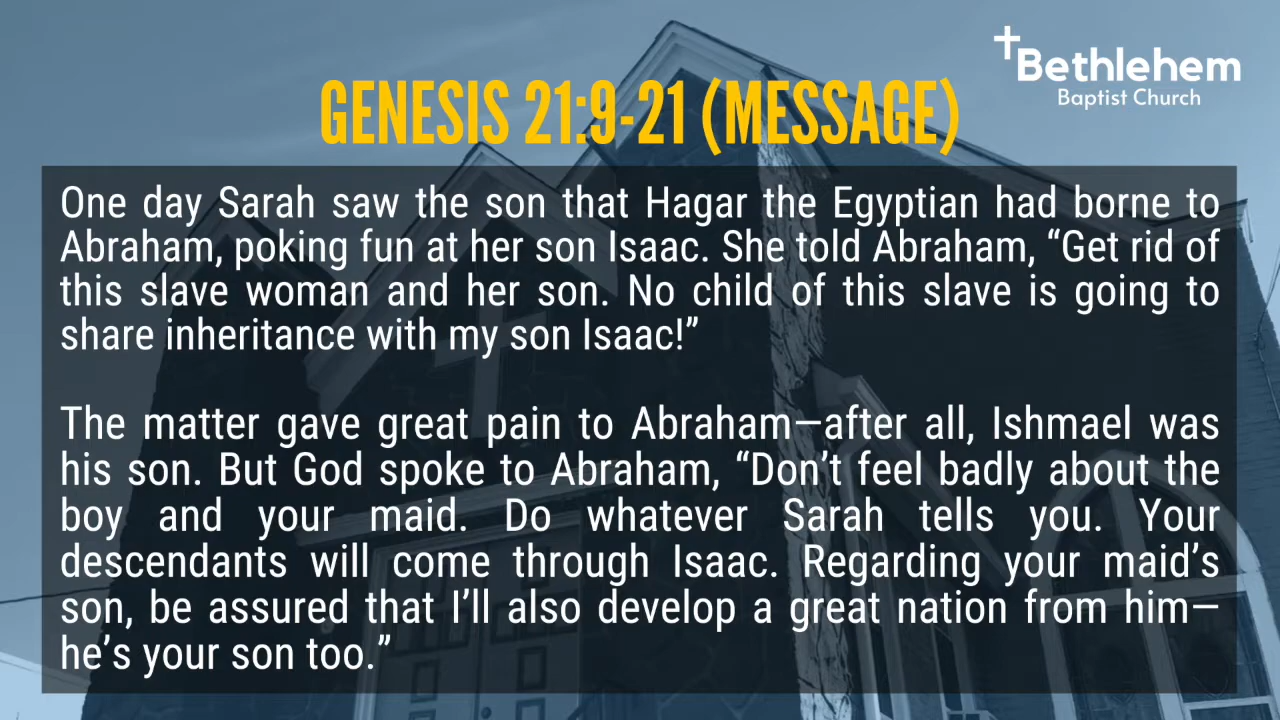 Bethlehem
Baptist Church
GENESIS 21:9-21 (MESSAGE)
One day Sarah saw the son that Hagar the Egyptian had borne to
Abraham, poking fun at her son Isaac. She told Abraham, “Get rid of
this slave woman and her son. No child of this slave is going to
share inheritance with my son Isaac!”
The matter gave great pain to Abraham—after all, Ishmael was
his son. But God spoke to Abraham, “Don’t feel badly about the
boy and your maid. Do whatever Sarah tells you. Your
descendants will come through Isaac. Regarding your maid’s
son, be assured that I’ll also develop a great nation from him—
he’s your son too.”